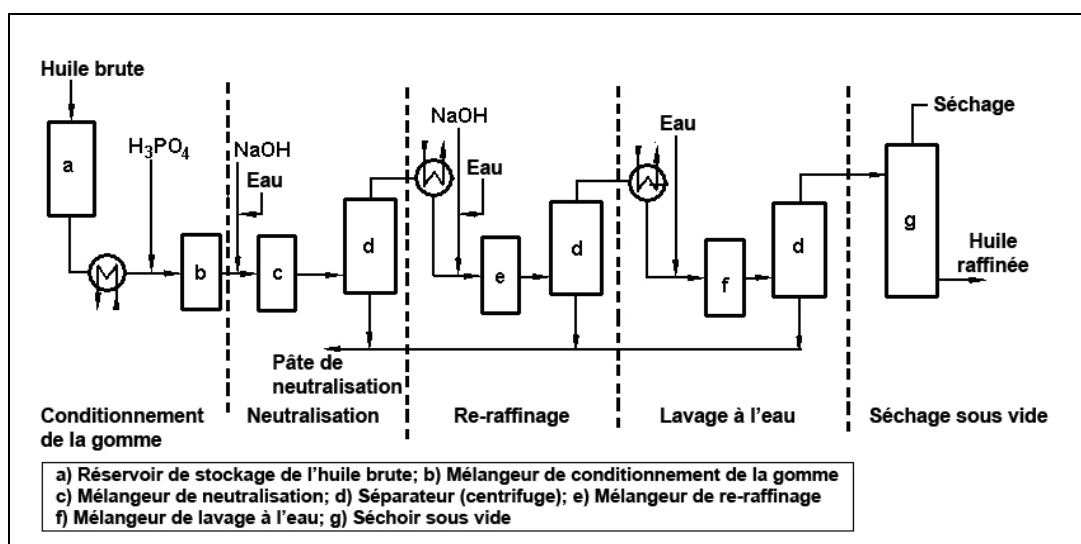 Huile brute
a
H₃PO₄
b
NaOH
Eau
c
d
Pâte de
neutralisation
NaOH
Eau
e
d
Eau
f
d
Séchage
g
Huile
raffinée
Conditionnement
de la gomme
Neutralisation
Re-raffinage
Lavage à l'eau
Séchage sous vide
a) Réservoir de stockage de l'huile brute; b) Mélangeur de conditionnement de la gomme
c) Mélangeur de neutralisation; d) Séparateur (centrifuge); e) Mélangeur de re-raffinage
f) Mélangeur de lavage à l'eau; g) Séchoir sous vide